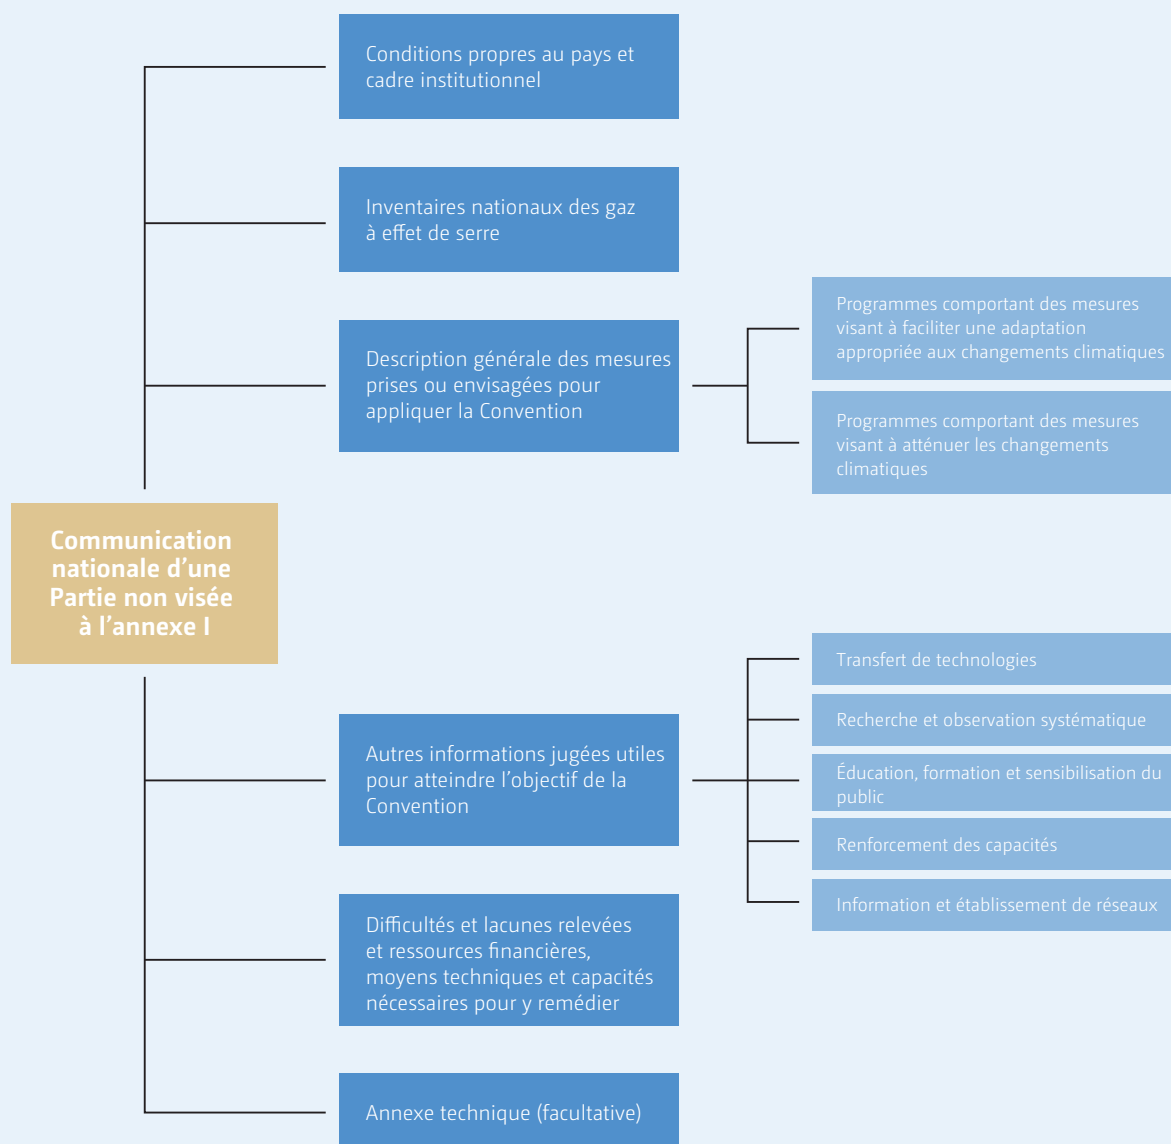 Conditions propres au pays et
cadre institutionnel
Inventaires nationaux des gaz
à effet de serre
Description générale des mesures
prises ou envisagées pour
appliquer la Convention
Programmes comportant des mesures
visant à faciliter une adaptation
appropriée aux changements climatiques
Programmes comportant des mesures
visant à atténuer les changements
climatiques
Communication
nationale d’une
Partie non visée
à l’annexe I
Autres informations jugées utiles
pour atteindre l’objectif de la
Convention
Transfert de technologies
Recherche et observation systématique
Éducation, formation et sensibilisation du
public
Renforcement des capacités
Information et établissement de réseaux
Difficultés et lacunes relevées
et ressources financières,
moyens techniques et capacités
nécessaires pour y remédier
Annexe technique (facultative)